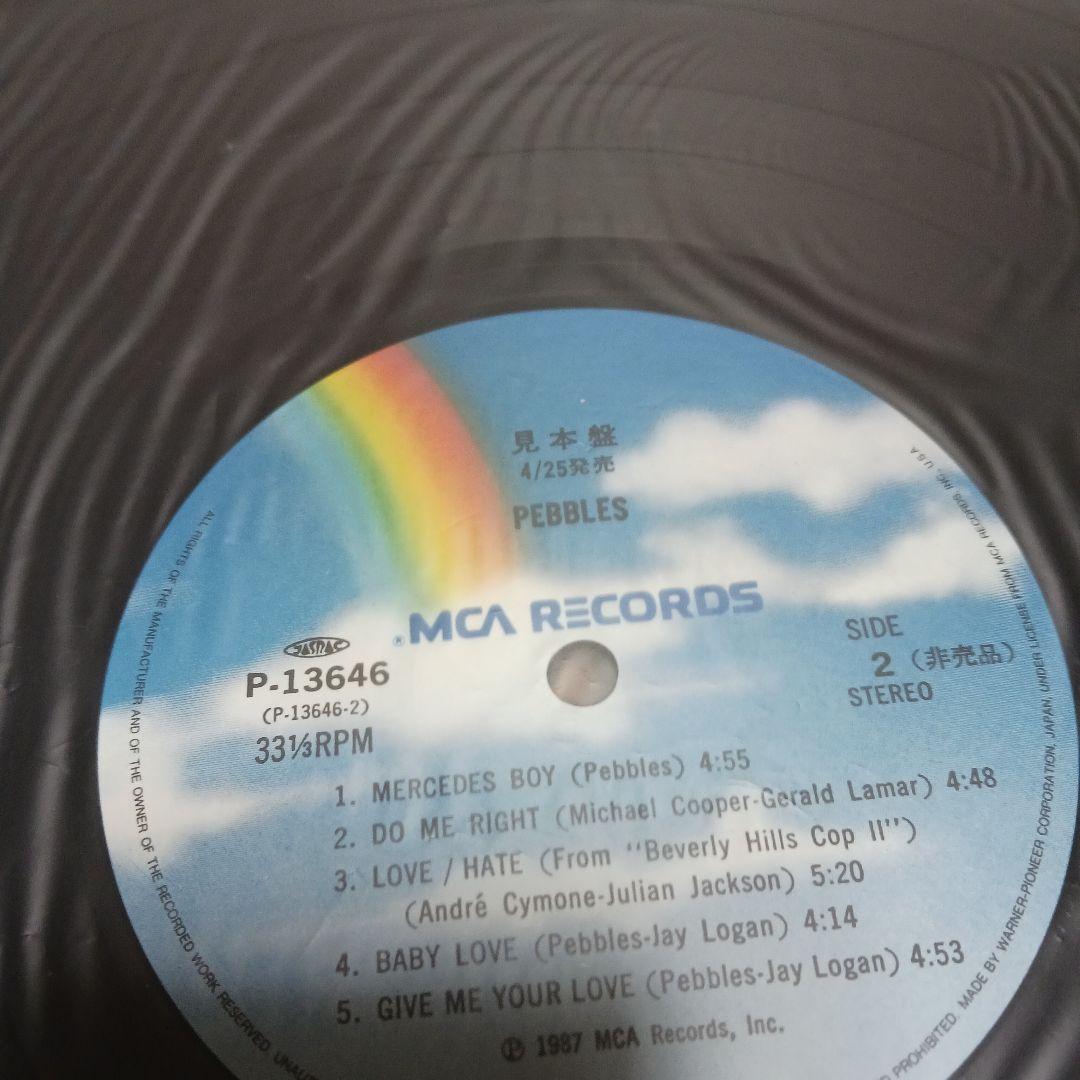 見本盤
4/25発売
PEBBLES
® MCA RECORDS
JASRAC
P-13646
(P-13646-2)
33⅓RPM
SIDE
2 (非売品)
STEREO
1. MERCEDES BOY (Pebbles) 4:55
2. DO ME RIGHT (Michael Cooper-Gerald Lamar) 4:48
3. LOVE / HATE (From "Beverly Hills Cop II")
(André Cymone-Julian Jackson) 5:20
4. BABY LOVE (Pebbles-Jay Logan) 4:14
5. GIVE ME YOUR LOVE (Pebbles-Jay Logan) 4:53
Ⓟ 1987 MCA Records, Inc.
ALL RIGHTS OF THE MANUFACTURER AND OF THE OWNER OF THE RECORDED WORK RESERVED.
PROHIBITED. MADE BY WARNER-PIONEER CORPORATION, JAPAN, UNDER LICENSE FROM MCA RECORDS, INC., U.S.A